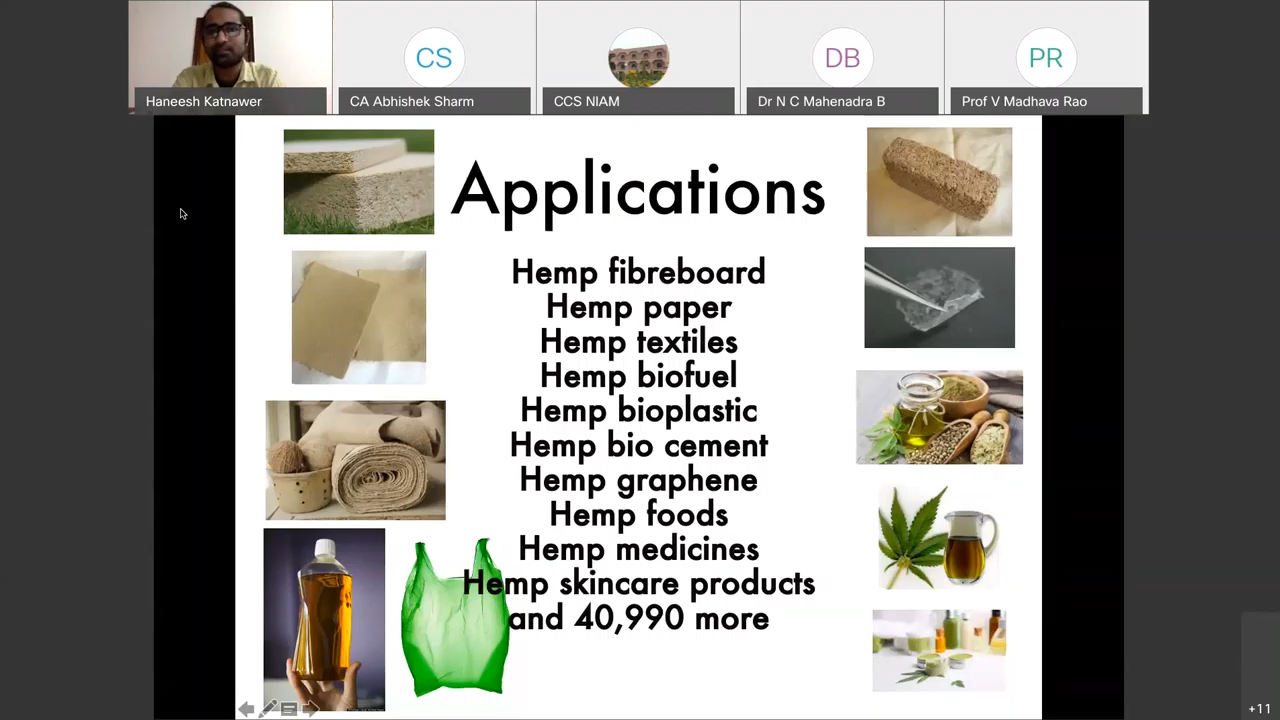 CS
DB
PR
Haneesh Katnawer
CA Abhishek Sharm
CCS NIAM
Dr N C Mahenadra B
Prof V Madhava Rao
Applications
Hemp fibreboard
Hemp paper
Hemp textiles
Hemp biofuel
Hemp bioplastic
Hemp bio cement
Hemp graphene
Hemp foods
Hemp medicines
Hemp skincare products
and 40,990 more
+11